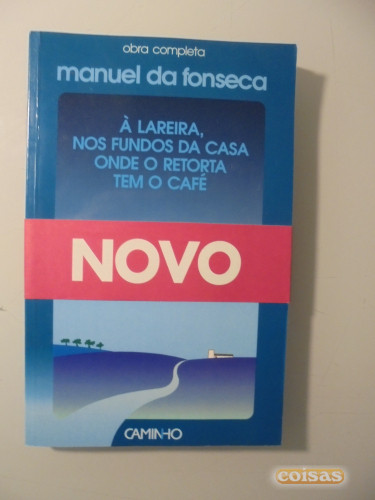 obra completa
manuel da fonseca
À LAREIRA,
NOS FUNDOS DA CASA
ONDE O RETORTA
TEM O CAFÉ
NOVO
CAMINHO
coisas